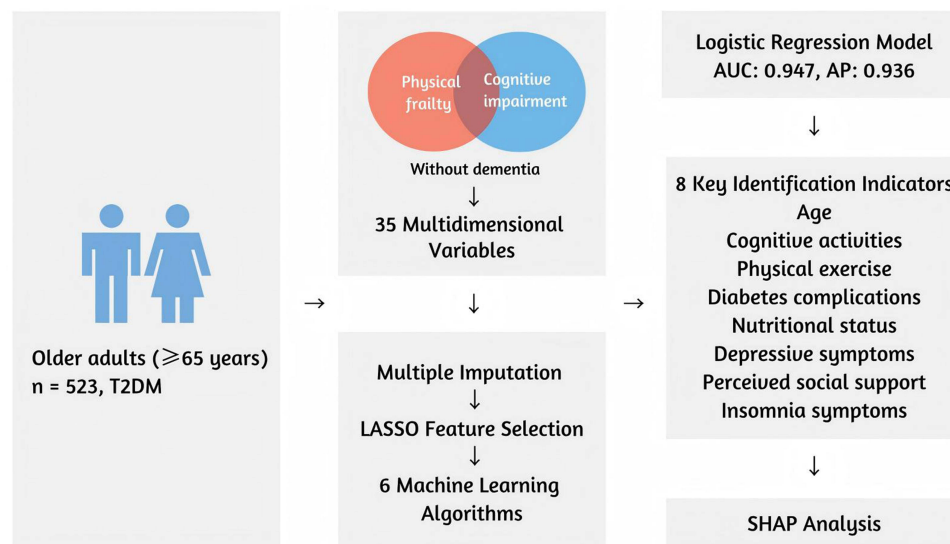 Older adults (≥65 years)
n = 523, T2DM
→
Physical
frailty
Cognitive
impairment
Without dementia
↓
35 Multidimensional
Variables
↓
Multiple Imputation
↓
LASSO Feature Selection
↓
6 Machine Learning
Algorithms
→
Logistic Regression Model
AUC: 0.947, AP: 0.936
↓
8 Key Identification Indicators
Age
Cognitive activities
Physical exercise
Diabetes complications
Nutritional status
Depressive symptoms
Perceived social support
Insomnia symptoms
↓
SHAP Analysis